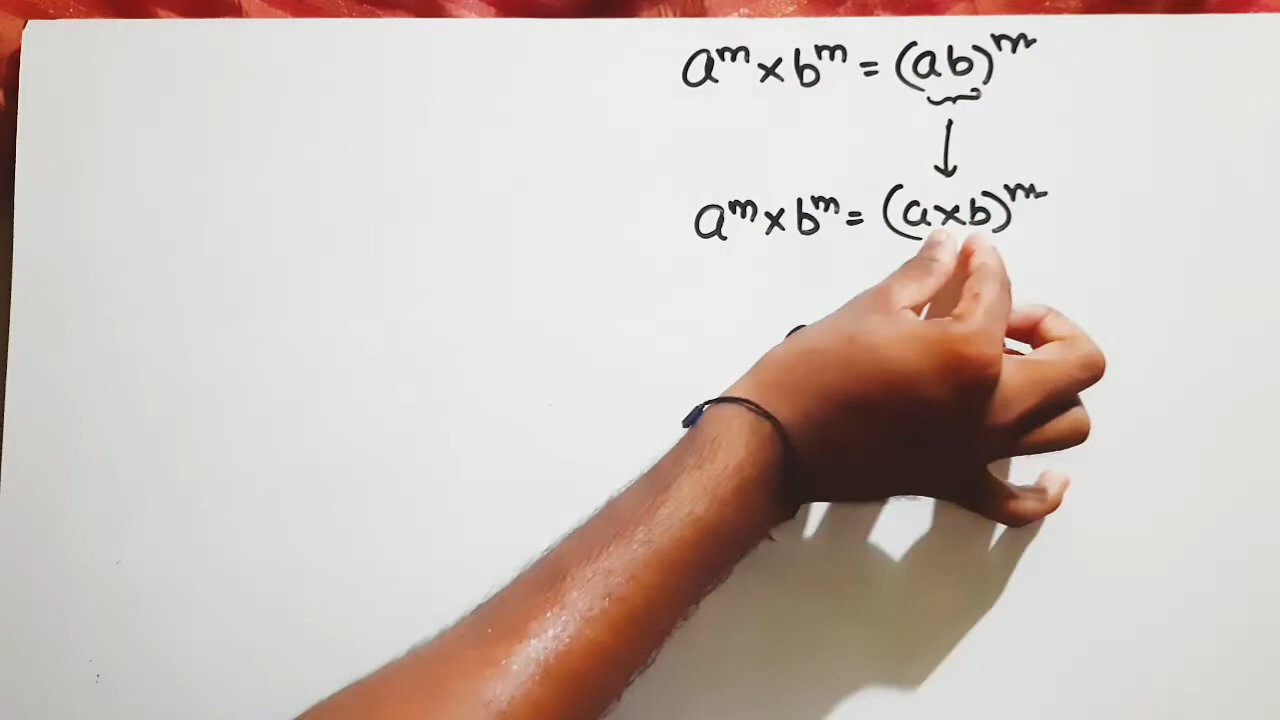 aᵐ × bᵐ = (ab)ᵐ
↓
aᵐ × bᵐ = (a×b)ᵐ